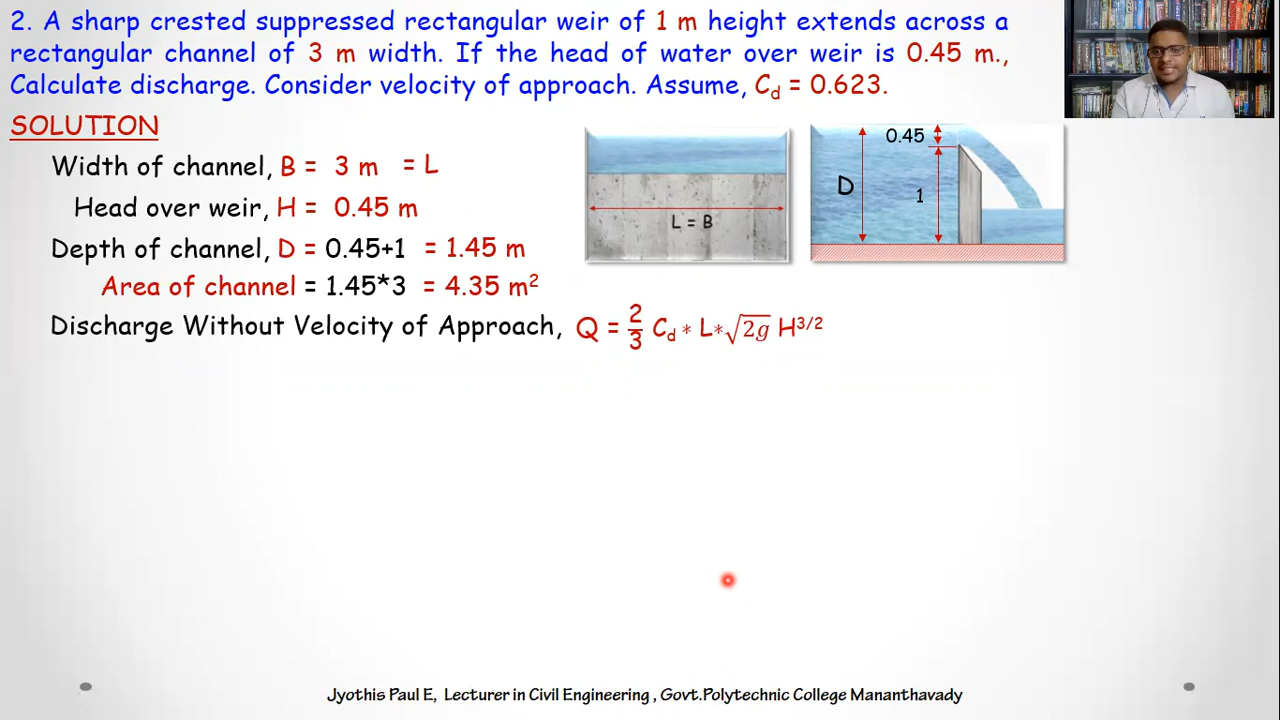 2. A sharp crested suppressed rectangular weir of 1 m height extends across a
rectangular channel of 3 m width. If the head of water over weir is 0.45 m.,
Calculate discharge. Consider velocity of approach. Assume, C_d = 0.623.
SOLUTION
Width of channel, B = 3 m = L
Head over weir, H = 0.45 m
Depth of channel, D = 0.45+1 = 1.45 m
Area of channel = 1.45*3 = 4.35 m²
L = B
0.45
D
1
Discharge Without Velocity of Approach, Q = 2/3 C_d * L * √2g H^3/2
Jyothis Paul E, Lecturer in Civil Engineering , Govt.Polytechnic College Mananthavady